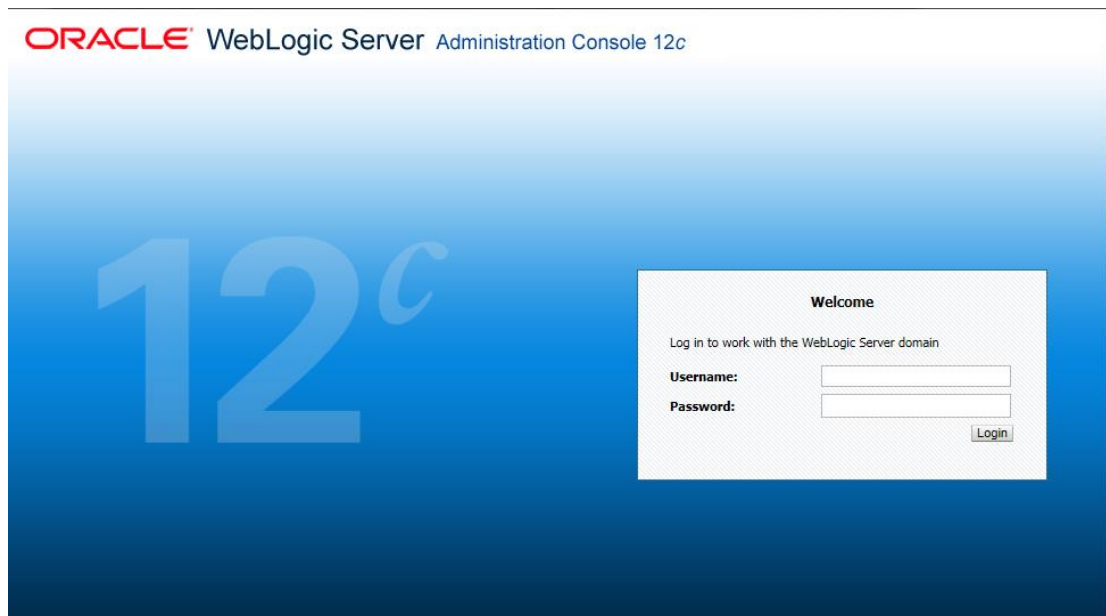 ORACLE WebLogic Server Administration Console 12c
12c
Welcome
Log in to work with the WebLogic Server domain
Username:
Password:
Login